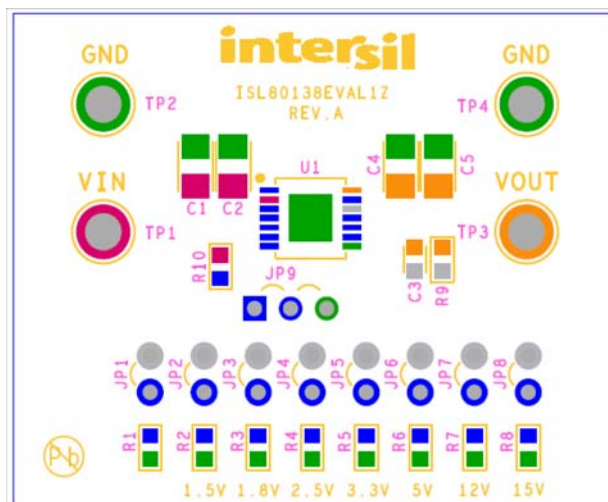 intersil
GND
GND
ISL80138EVAL1Z
REV.A
TP2
TP4
U1
C4
C5
VIN
VOUT
C1
C2
TP1
TP3
R10
JP9
C3
R9
JP1
JP2
JP3
JP4
JP5
JP6
JP7
JP8
R1
R2
R3
R4
R5
R6
R7
R8
Pb
1.5V 1.8V 2.5V 3.3V 5V 12V 15V